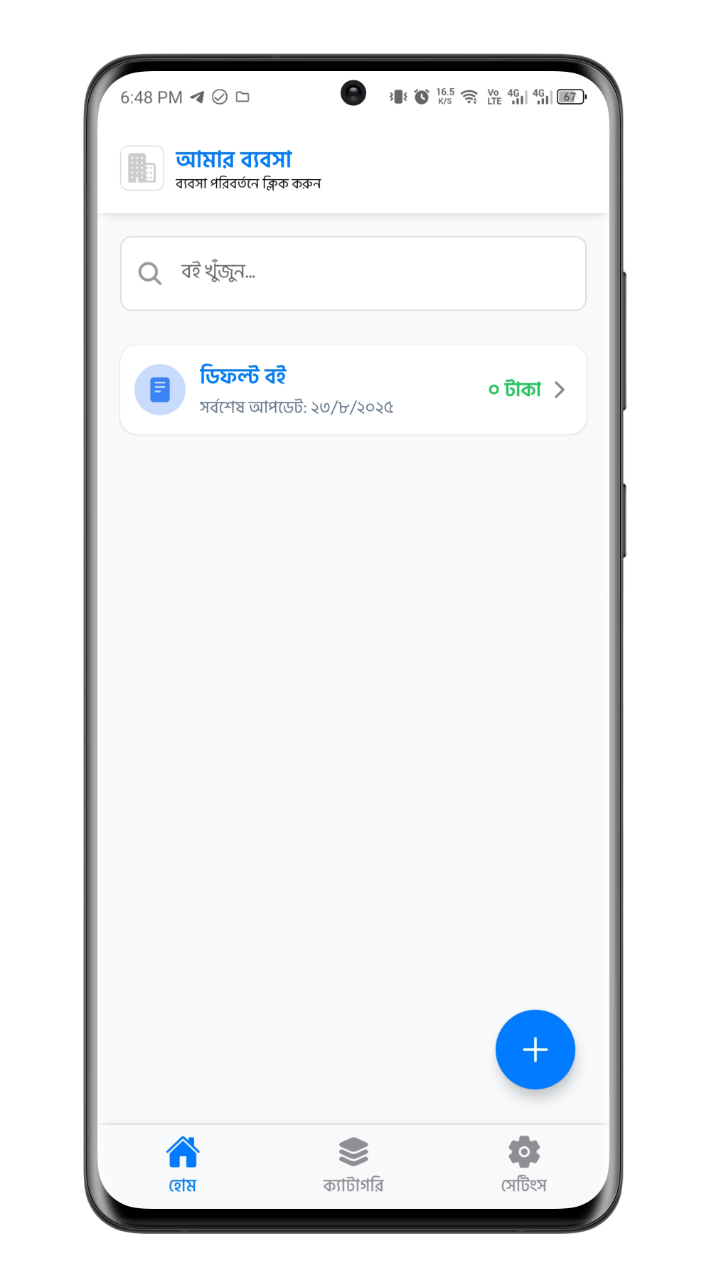 6:48 PM
16.5 K/S
Vo LTE 4G 4G 67
আমার ব্যবসা
ব্যবসা পরিবর্তনে ক্লিক করুন
বই খুঁজুন...
ডিফল্ট বই
সর্বশেষ আপডেট: ২৩/৮/২০২৫
০ টাকা
হোম
ক্যাটাগরি
সেটিংস